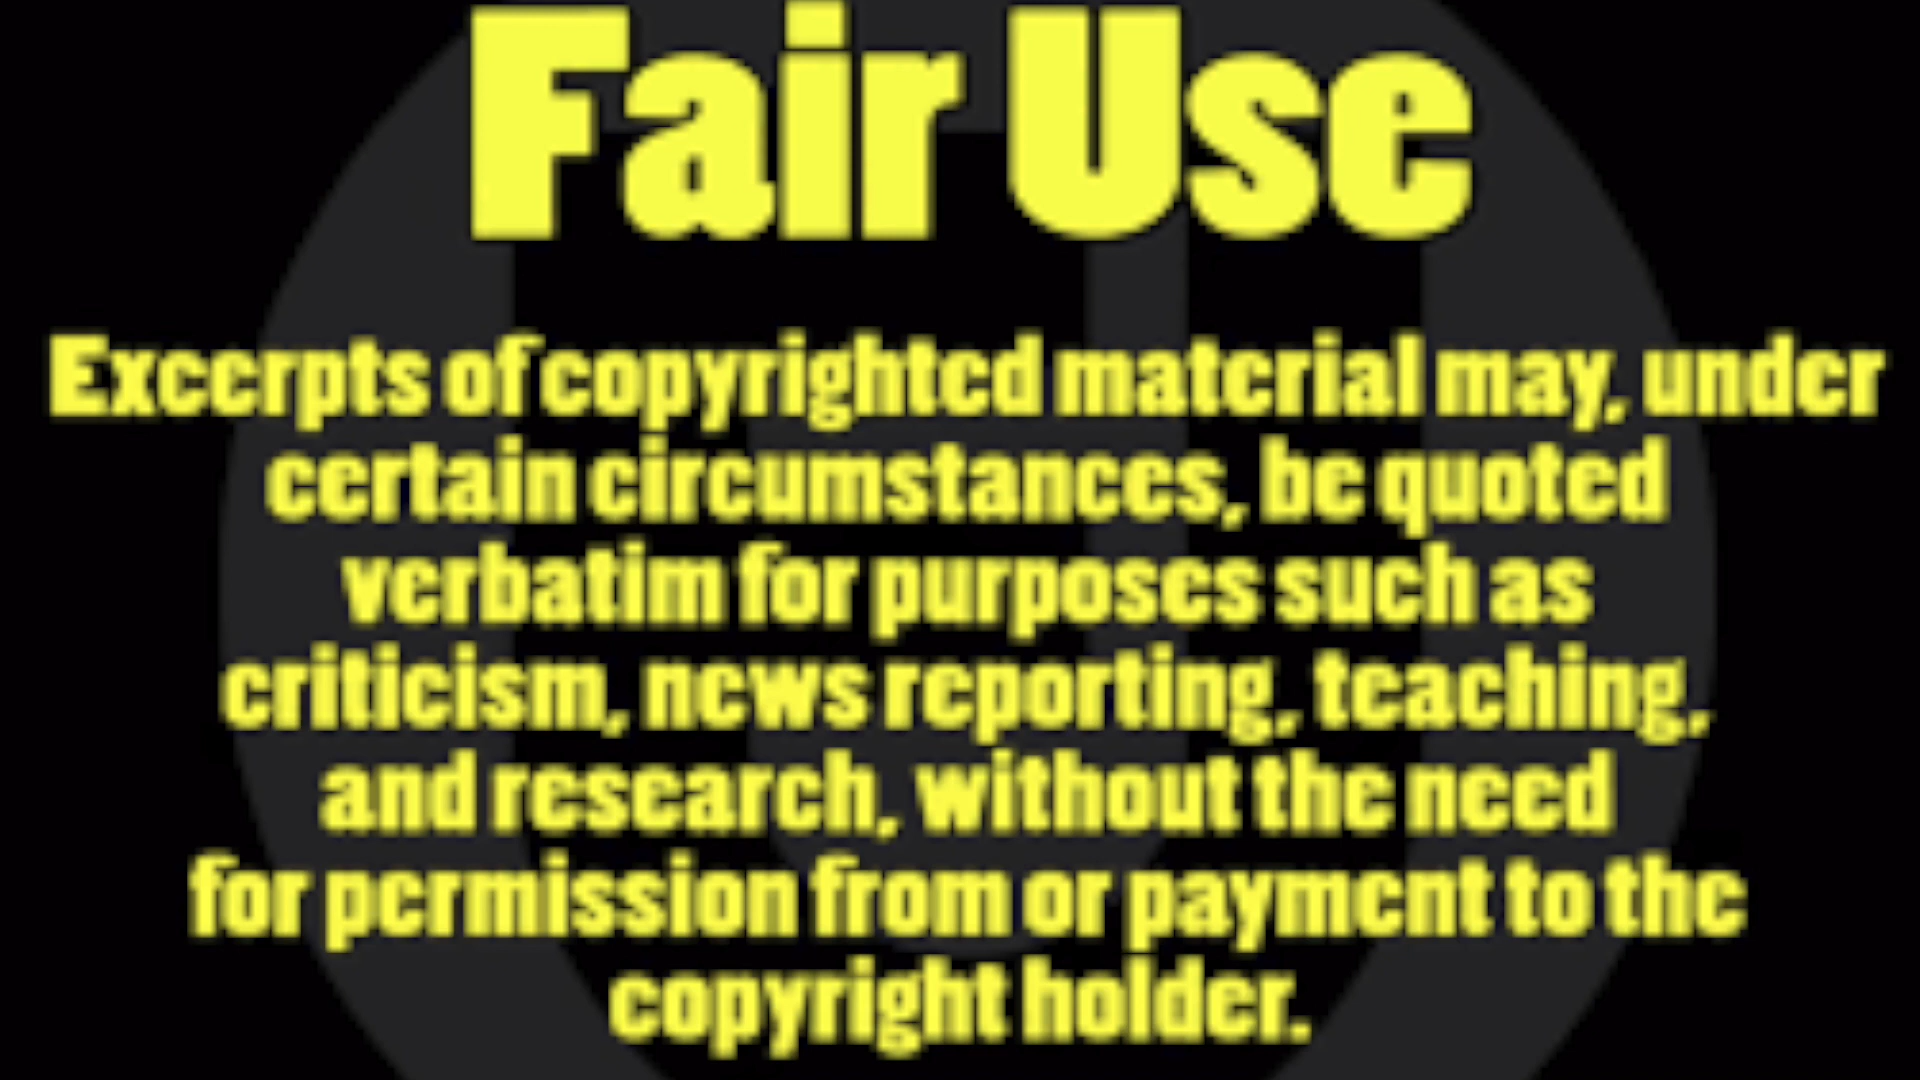 Fair Use
Excerpts of copyrighted material may, under
certain circumstances, be quoted
verbatim for purposes such as
criticism, news reporting, teaching,
and research, without the need
for permission from or payment to the
copyright holder.